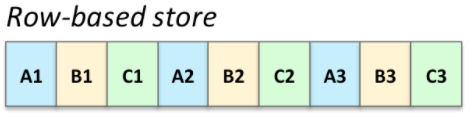 Row-based store
A1 B1 C1 A2 B2 C2 A3 B3 C3